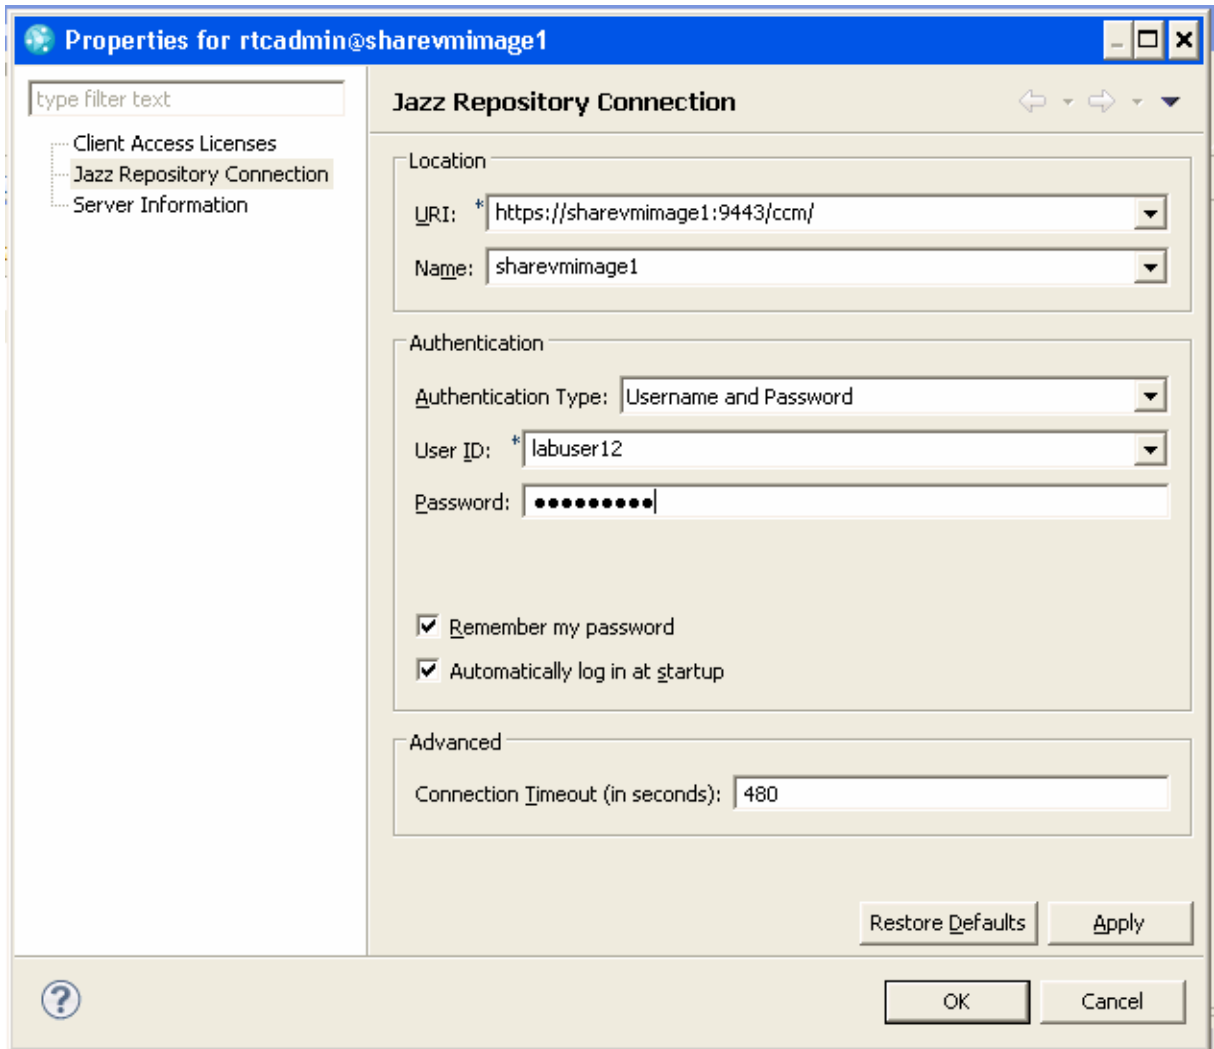 Properties for rtcadmin@sharevmimage1
type filter text
Client Access Licenses
Jazz Repository Connection
Server Information
Jazz Repository Connection
Location
URI: * https://sharevmimage1:9443/ccm/
Name: sharevmimage1
Authentication
Authentication Type: Username and Password
User ID: * labuser12
Password: ●●●●●●●●●
Remember my password
Automatically log in at startup
Advanced
Connection Timeout (in seconds): 480
Restore Defaults Apply
? OK Cancel